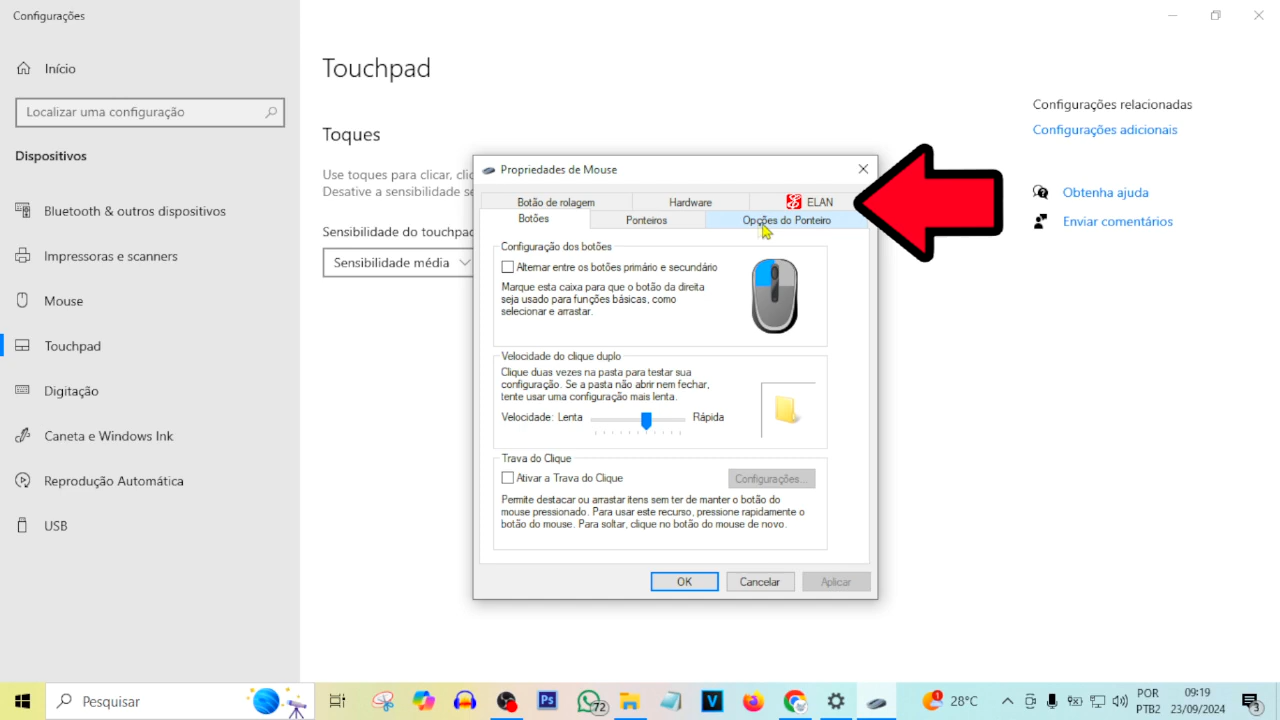 Configurações
Início
Localizar uma configuração
Dispositivos
Bluetooth & outros dispositivos
Impressoras e scanners
Mouse
Touchpad
Digitação
Caneta e Windows Ink
Reprodução Automática
USB
Touchpad
Toques
Use toques para clicar, clic
Desative a sensibilidade se
Sensibilidade do touchpad
Sensibilidade média
Propriedades de Mouse
Botão de rolagem
Hardware
ELAN
Botões
Ponteiros
Opções do Ponteiro
Configuração dos botões
Alternar entre os botões primário e secundário
Marque esta caixa para que o botão da direita
seja usado para funções básicas, como
selecionar e arrastar.
Velocidade do clique duplo
Clique duas vezes na pasta para testar sua
configuração. Se a pasta não abrir nem fechar,
tente usar uma configuração mais lenta.
Velocidade: Lenta
Rápida
Trava do Clique
Ativar a Trava do Clique
Configurações...
Permite destacar ou arrastar itens sem ter de manter o botão do
mouse pressionado. Para usar este recurso, pressione rapidamente o
botão do mouse. Para soltar, clique no botão do mouse de novo.
OK
Cancelar
Aplicar
Configurações relacionadas
Configurações adicionais
Obtenha ajuda
Enviar comentários
Pesquisar
Ps
72
V
1
28°C
POR
PTB2
09:19
23/09/2024
3